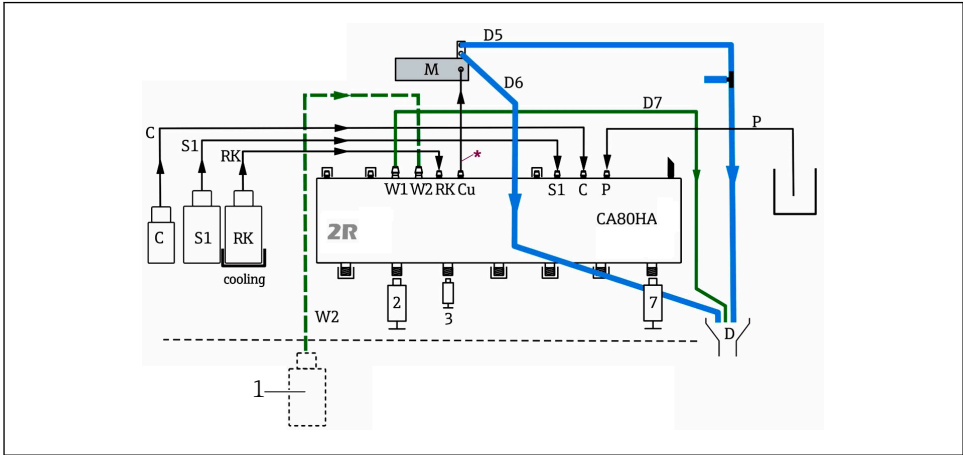 D5
M
D6
D7
C
P
S1
*
RK
W1 W2 RK Cu S1 C P
CA80HA
2R
C S1 RK
cooling
2 3 7
W2
D
1